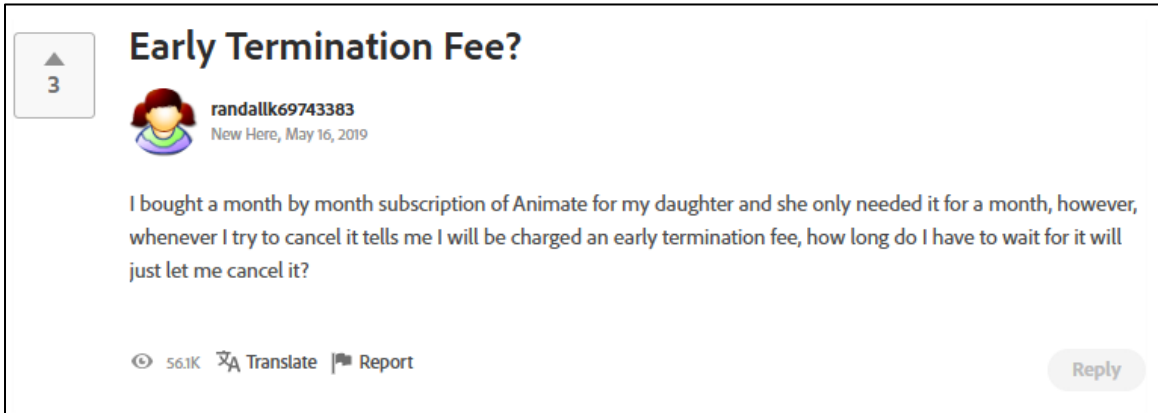 Early Termination Fee?
3
randallk69743383
New Here, May 16, 2019
I bought a month by month subscription of Animate for my daughter and she only needed it for a month, however,
whenever I try to cancel it tells me I will be charged an early termination fee, how long do I have to wait for it will
just let me cancel it?
56.1K Translate Report
Reply